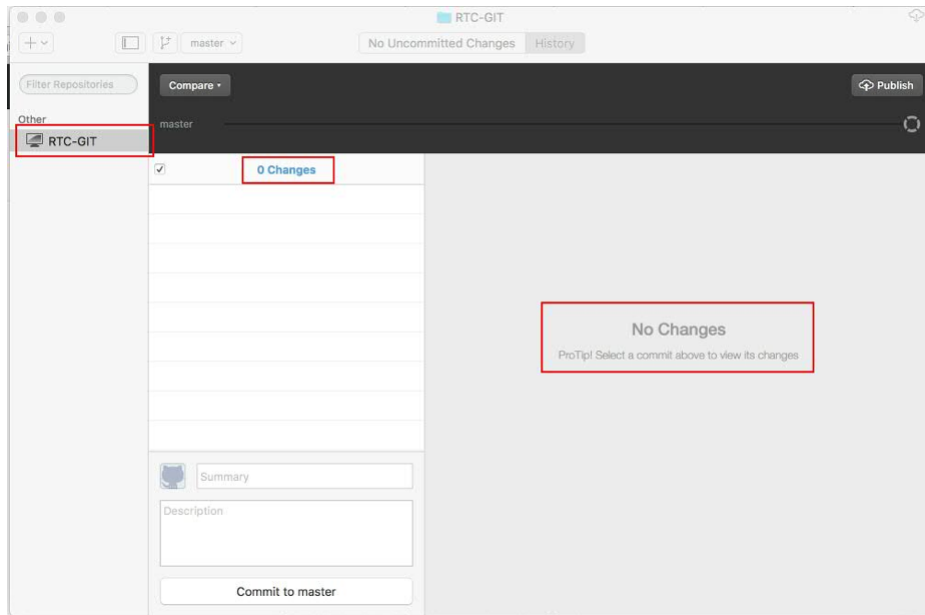 RTC-GIT
master
No Uncommitted Changes
History
Filter Repositories
Compare
Publish
Other
RTC-GIT
master
0 Changes
No Changes
ProTip! Select a commit above to view its changes
Summary
Description
Commit to master